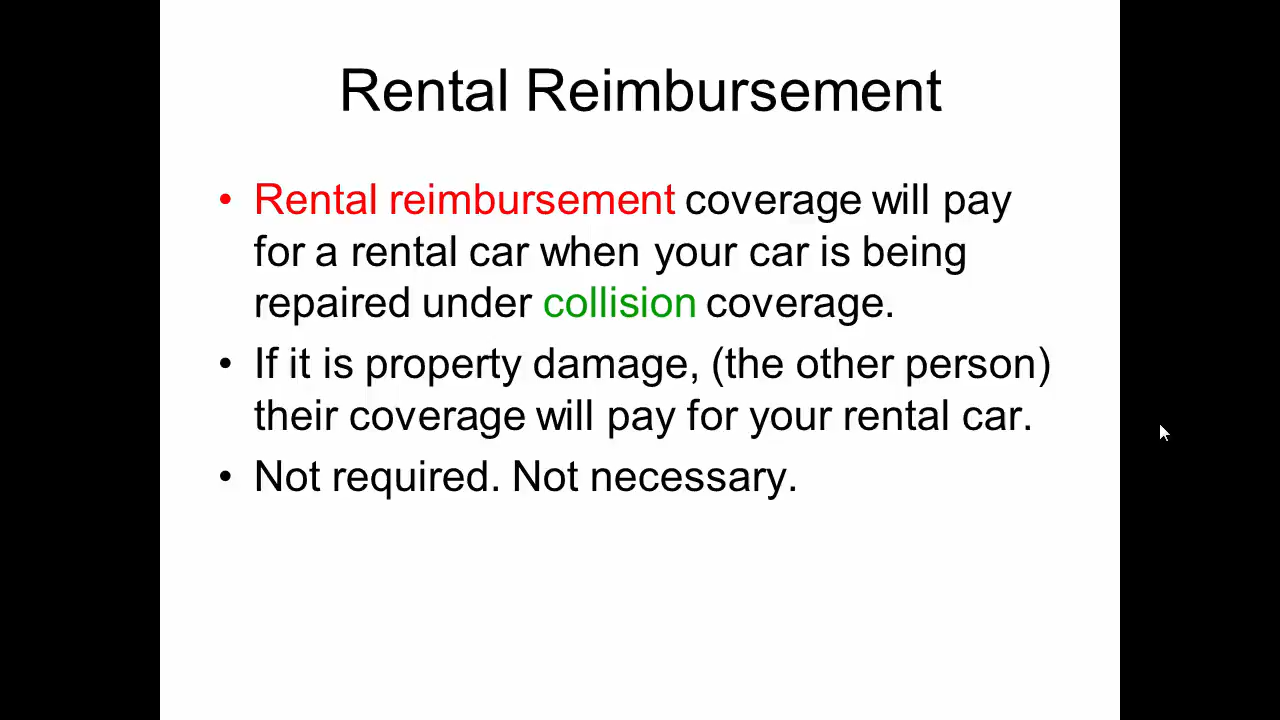 Rental Reimbursement
• Rental reimbursement coverage will pay
for a rental car when your car is being
repaired under collision coverage.
• If it is property damage, (the other person)
their coverage will pay for your rental car.
• Not required. Not necessary.